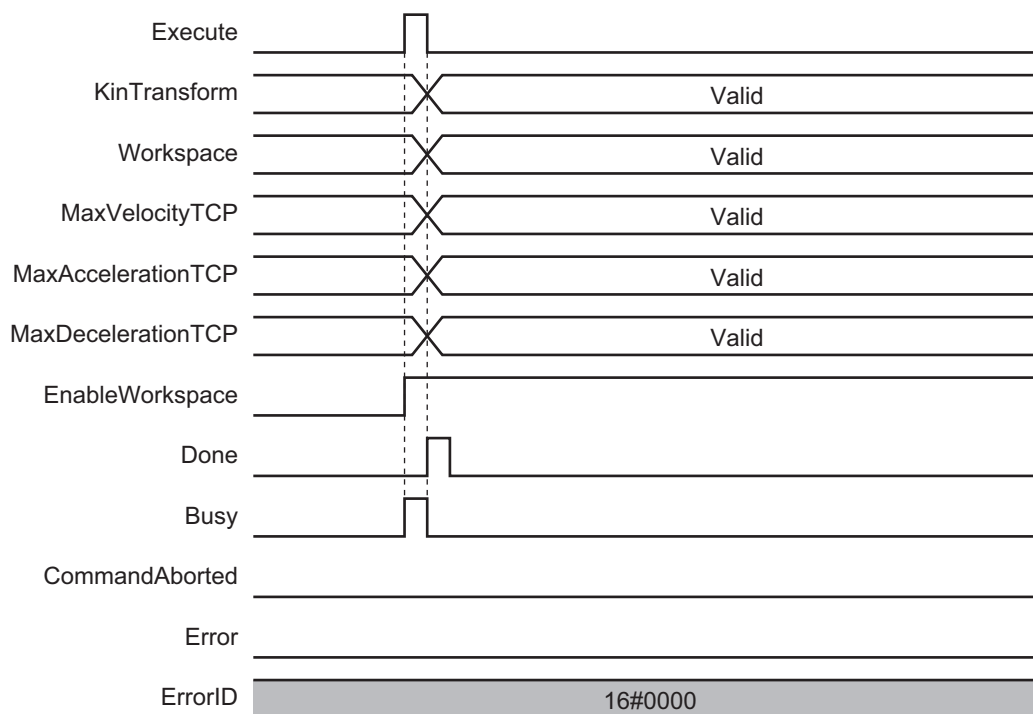 Execute
KinTransform Valid
Workspace Valid
MaxVelocityTCP Valid
MaxAccelerationTCP Valid
MaxDecelerationTCP Valid
EnableWorkspace
Done
Busy
CommandAborted
Error
ErrorID 16#0000